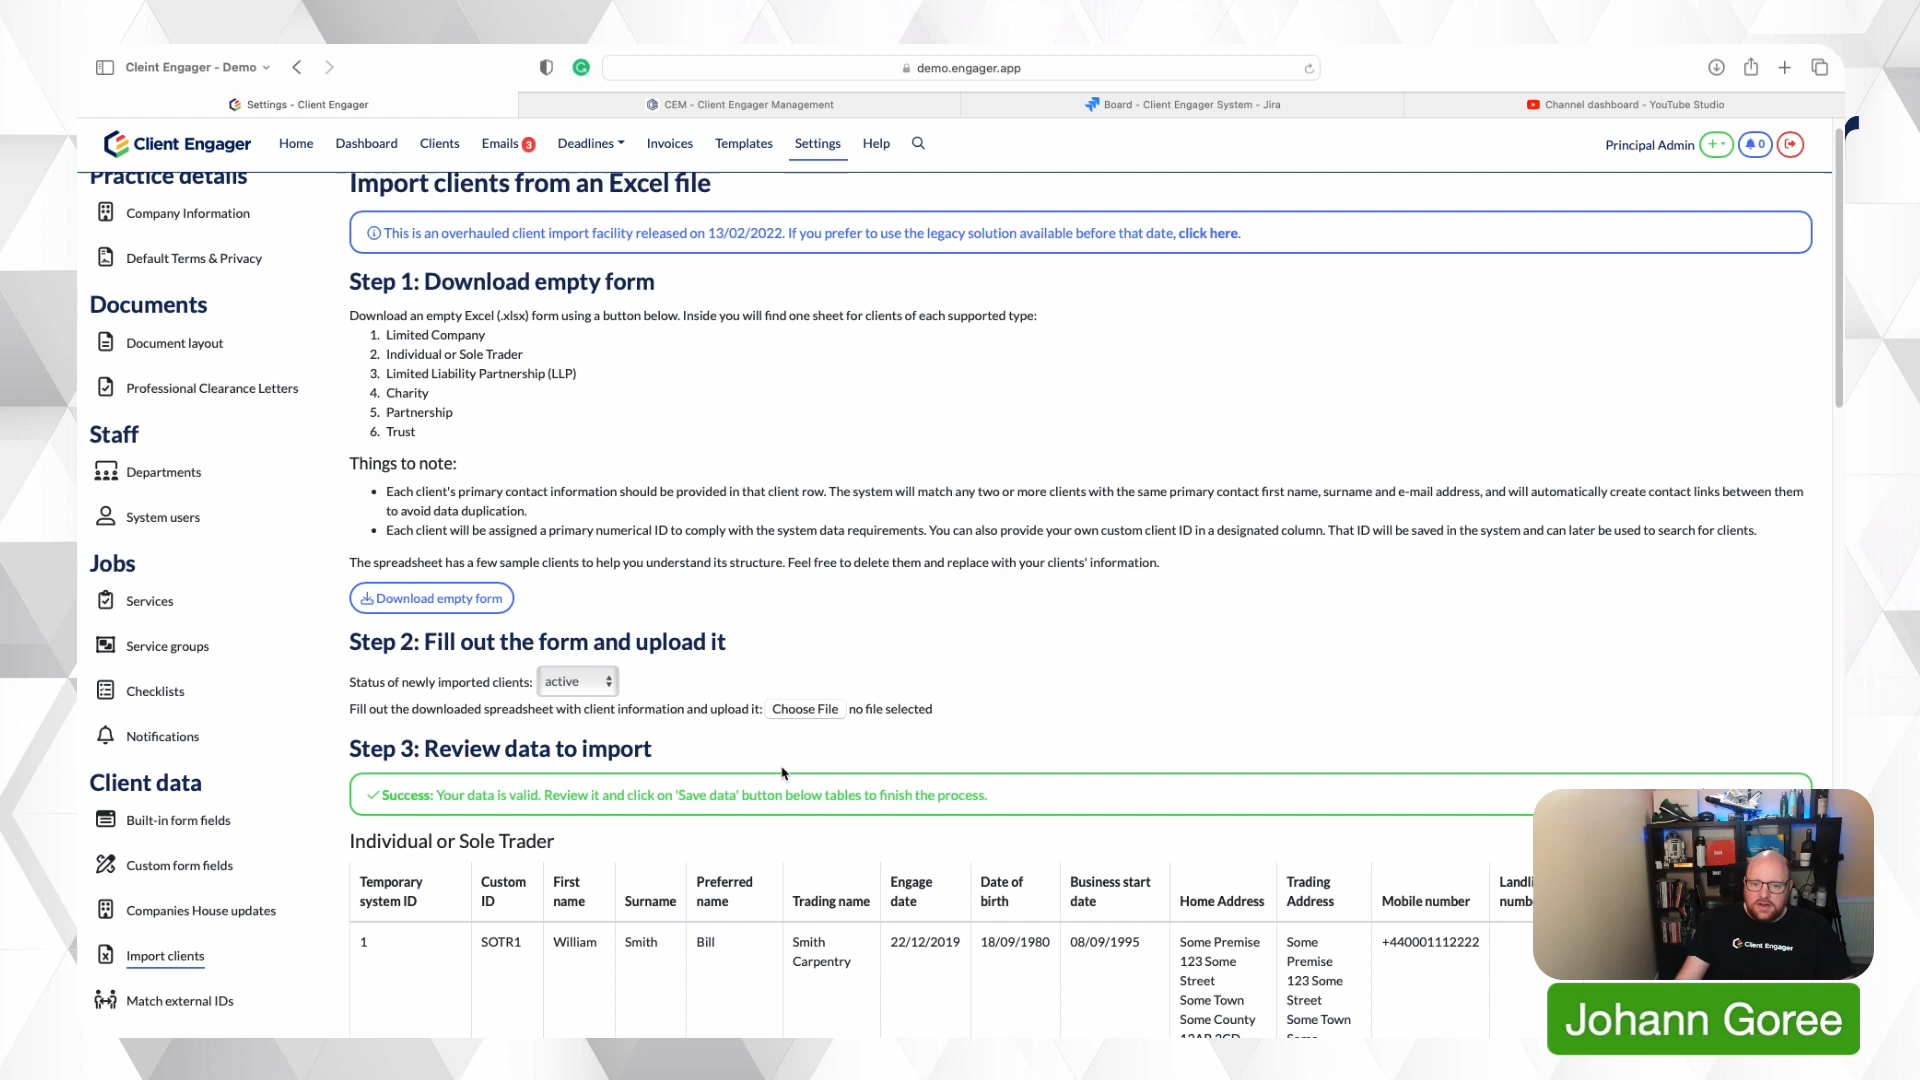 Cleint Engager - Demo
demo.engager.app
Settings - Client Engager
CEM - Client Engager Management
Board - Client Engager System - Jira
Channel dashboard - YouTube Studio
Client Engager
Home
Dashboard
Clients
Emails 3
Deadlines
Invoices
Templates
Settings
Help
Principal Admin
+
0
Practice details
Company Information
Default Terms & Privacy
Documents
Document layout
Professional Clearance Letters
Staff
Departments
System users
Jobs
Services
Service groups
Checklists
Notifications
Client data
Built-in form fields
Custom form fields
Companies House updates
Import clients
Match external IDs
Import clients from an Excel file
This is an overhauled client import facility released on 13/02/2022. If you prefer to use the legacy solution available before that date, click here.
Step 1: Download empty form
Download an empty Excel (.xlsx) form using a button below. Inside you will find one sheet for clients of each supported type:
1. Limited Company
2. Individual or Sole Trader
3. Limited Liability Partnership (LLP)
4. Charity
5. Partnership
6. Trust
Things to note:
• Each client's primary contact information should be provided in that client row. The system will match any two or more clients with the same primary contact first name, surname and e-mail address, and will automatically create contact links between them
to avoid data duplication.
• Each client will be assigned a primary numerical ID to comply with the system data requirements. You can also provide your own custom client ID in a designated column. That ID will be saved in the system and can later be used to search for clients.
The spreadsheet has a few sample clients to help you understand its structure. Feel free to delete them and replace with your clients' information.
Download empty form
Step 2: Fill out the form and upload it
Status of newly imported clients: active
Fill out the downloaded spreadsheet with client information and upload it: Choose File no file selected
Step 3: Review data to import
Success: Your data is valid. Review it and click on 'Save data' button below tables to finish the process.
Individual or Sole Trader
Temporary system ID
Custom ID
First name
Surname
Preferred name
Trading name
Engage date
Date of birth
Business start date
Home Address
Trading Address
Mobile number
1
SOTR1
William
Smith
Bill
Smith Carpentry
22/12/2019
18/09/1980
08/09/1995
Some Premise
123 Some
Street
Some Town
Some County
Some
Premise
123 Some
Street
Some Town
+440001112222
Client Engager
Johann Goree